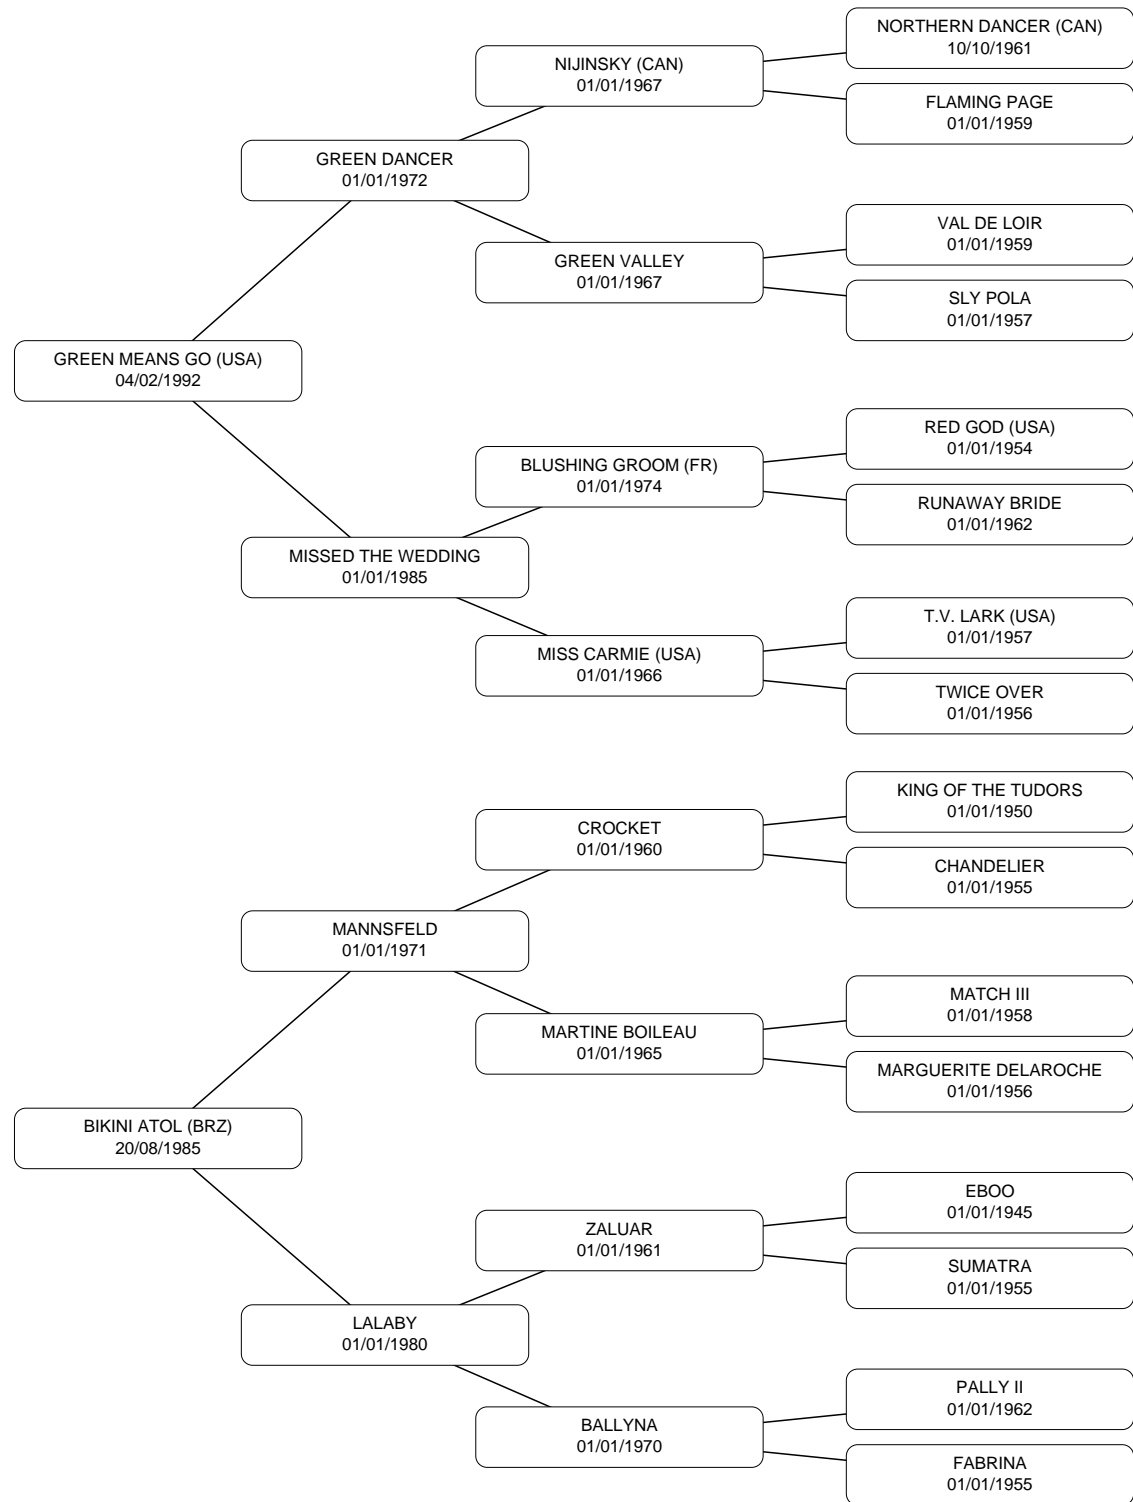 NORTHERN DANCER (CAN)
10/10/1961
NIJINSKY (CAN)
01/01/1967
FLAMING PAGE
01/01/1959
GREEN DANCER
01/01/1972
VAL DE LOIR
01/01/1959
GREEN VALLEY
01/01/1967
SLY POLA
01/01/1957
GREEN MEANS GO (USA)
04/02/1992
RED GOD (USA)
01/01/1954
BLUSHING GROOM (FR)
01/01/1974
RUNAWAY BRIDE
01/01/1962
MISSED THE WEDDING
01/01/1985
T.V. LARK (USA)
01/01/1957
MISS CARMIE (USA)
01/01/1966
TWICE OVER
01/01/1956
KING OF THE TUDORS
01/01/1950
CROCKET
01/01/1960
CHANDELIER
01/01/1955
MANNSFELD
01/01/1971
MATCH III
01/01/1958
MARTINE BOILEAU
01/01/1965
MARGUERITE DELAROCHE
01/01/1956
BIKINI ATOL (BRZ)
20/08/1985
EBOO
01/01/1945
ZALUAR
01/01/1961
SUMATRA
01/01/1955
LALABY
01/01/1980
PALLY II
01/01/1962
BALLYNA
01/01/1970
FABRINA
01/01/1955